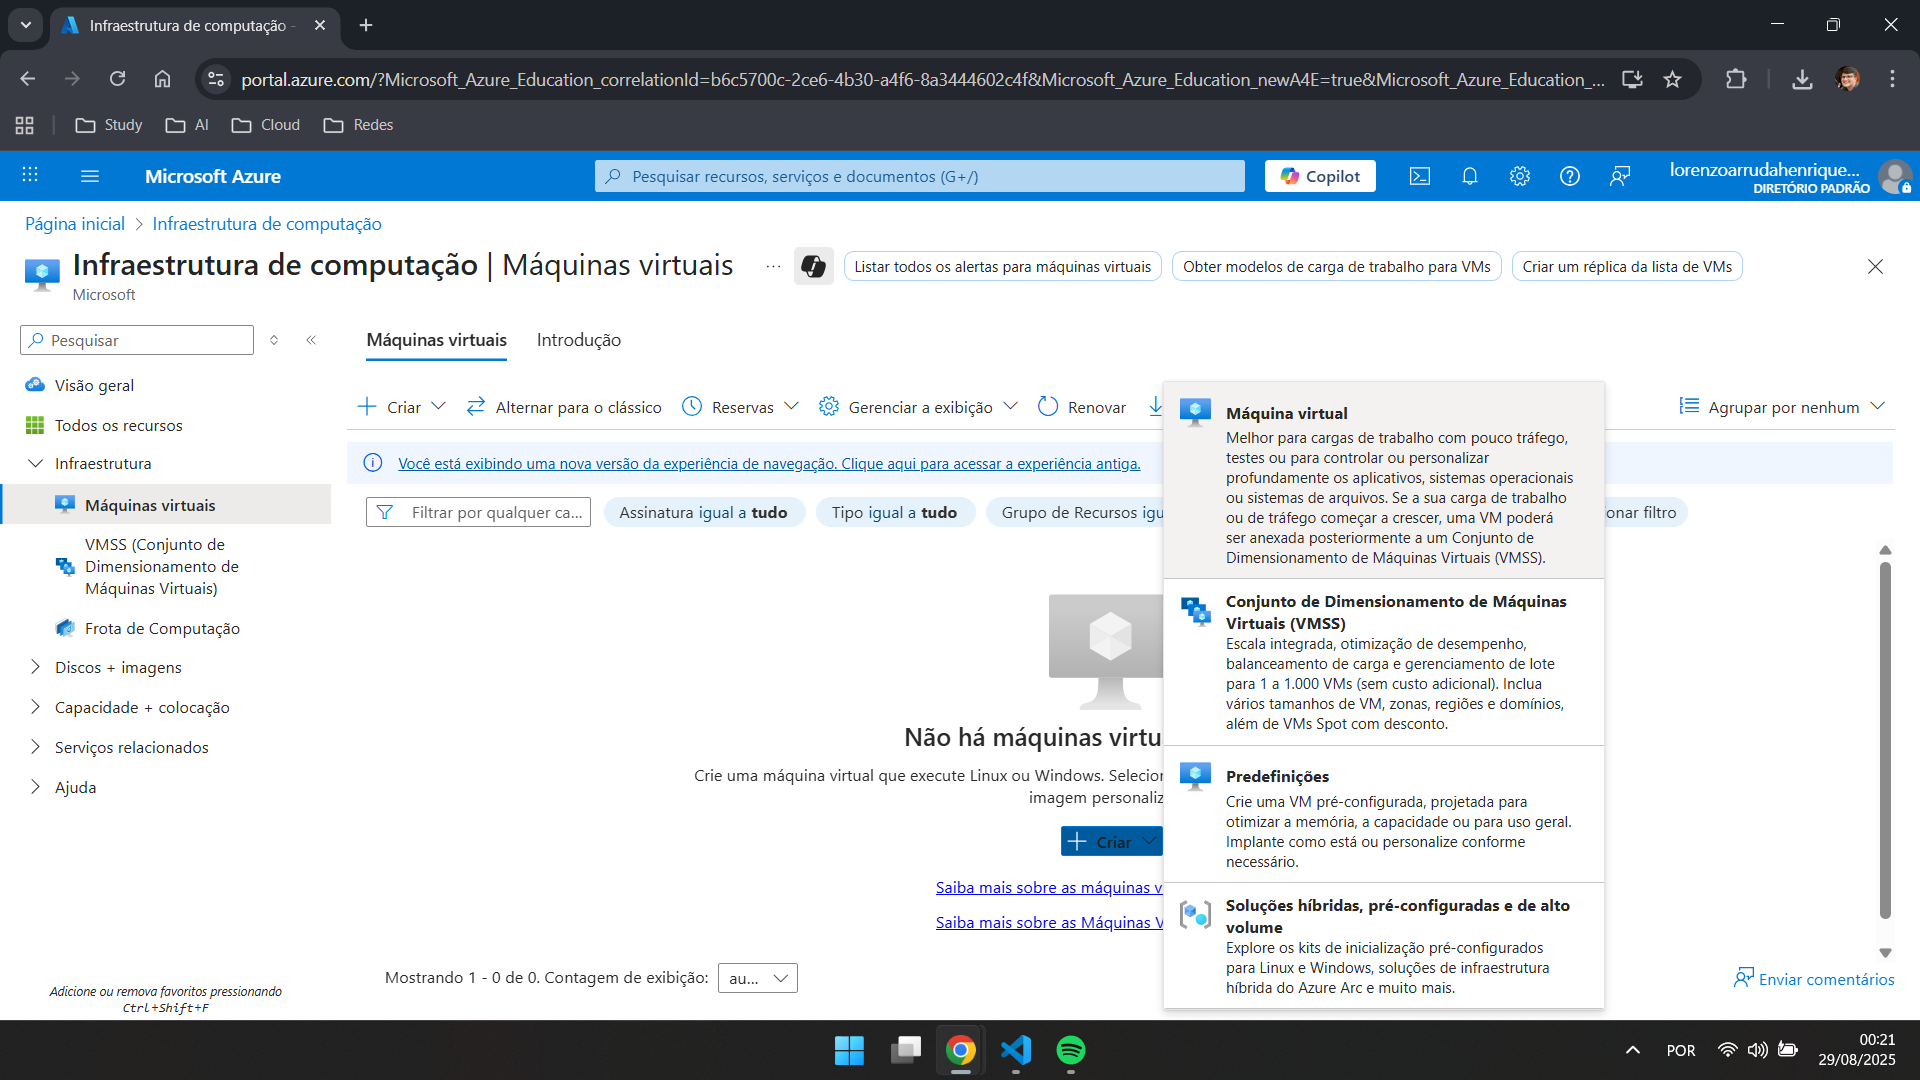 Infraestrutura de computação -
portal.azure.com/?Microsoft_Azure_Education_correlationId=b6c5700c-2ce6-4b30-a4f6-8a3444602c4f&Microsoft_Azure_Education_newA4E=true&Microsoft_Azure_Education_...
Study
AI
Cloud
Redes
Microsoft Azure
Pesquisar recursos, serviços e documentos (G+/)
Copilot
lorenzoarrudahenrique...
DIRETÓRIO PADRÃO
Página inicial
Infraestrutura de computação
Infraestrutura de computação | Máquinas virtuais
Microsoft
Listar todos os alertas para máquinas virtuais
Obter modelos de carga de trabalho para VMs
Criar um réplica da lista de VMs
Pesquisar
Visão geral
Todos os recursos
Infraestrutura
Máquinas virtuais
VMSS (Conjunto de
Dimensionamento de
Máquinas Virtuais)
Frota de Computação
Discos + imagens
Capacidade + colocação
Serviços relacionados
Ajuda
Adicione ou remova favoritos pressionando
Ctrl+Shift+F
Máquinas virtuais
Introdução
Criar
Alternar para o clássico
Reservas
Gerenciar a exibição
Renovar
Agrupar por nenhum
Você está exibindo uma nova versão da experiência de navegação. Clique aqui para acessar a experiência antiga.
Filtrar por qualquer ca...
Assinatura igual a tudo
Tipo igual a tudo
Grupo de Recursos igu
onar filtro
Não há máquinas virtu
Crie uma máquina virtual que execute Linux ou Windows. Selecior
imagem personaliz
Criar
Saiba mais sobre as máquinas v
Saiba mais sobre as Máquinas V
Mostrando 1 - 0 de 0. Contagem de exibição:
au...
Enviar comentários
Máquina virtual
Melhor para cargas de trabalho com pouco tráfego,
testes ou para controlar ou personalizar
profundamente os aplicativos, sistemas operacionais
ou sistemas de arquivos. Se a sua carga de trabalho
ou de tráfego começar a crescer, uma VM poderá
ser anexada posteriormente a um Conjunto de
Dimensionamento de Máquinas Virtuais (VMSS).
Conjunto de Dimensionamento de Máquinas
Virtuais (VMSS)
Escala integrada, otimização de desempenho,
balanceamento de carga e gerenciamento de lote
para 1 a 1.000 VMs (sem custo adicional). Inclua
vários tamanhos de VM, zonas, regiões e domínios,
além de VMs Spot com desconto.
Predefinições
Crie uma VM pré-configurada, projetada para
otimizar a memória, a capacidade ou para uso geral.
Implante como está ou personalize conforme
necessário.
Soluções híbridas, pré-configuradas e de alto
volume
Explore os kits de inicialização pré-configurados
para Linux e Windows, soluções de infraestrutura
híbrida do Azure Arc e muito mais.
POR
00:21
29/08/2025